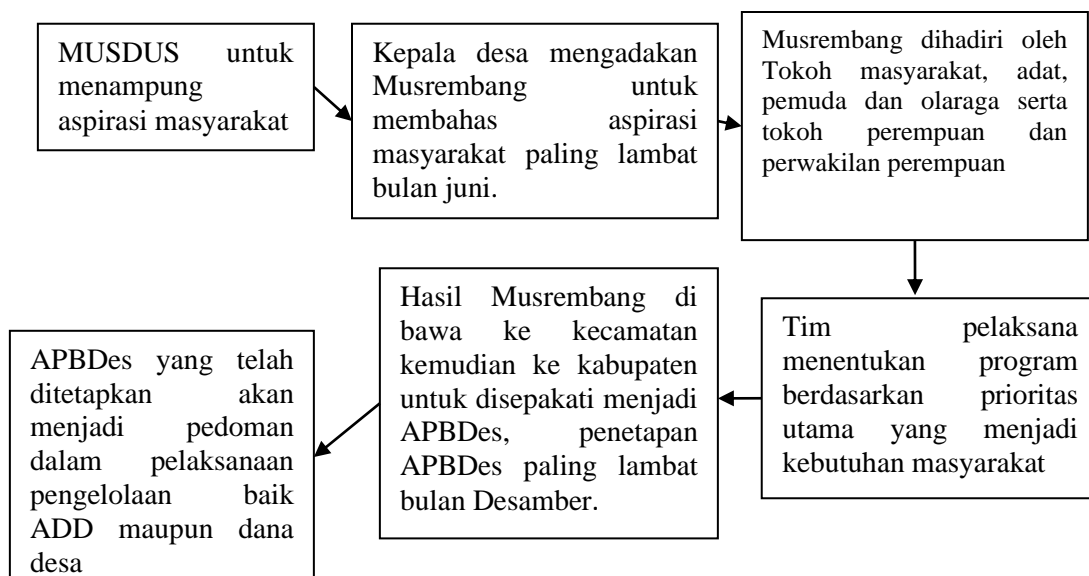 MUSDUS untuk
menampung
aspirasi masyarakat
Kepala desa mengadakan
Musrembang untuk
membahas aspirasi
masyarakat paling lambat
bulan juni.
Musrembang dihadiri oleh
Tokoh masyarakat, adat,
pemuda dan olaraga serta
tokoh perempuan dan
perwakilan perempuan
Tim pelaksana
menentukan program
berdasarkan prioritas
utama yang menjadi
kebutuhan masyarakat
Hasil Musrembang di
bawa ke kecamatan
kemudian ke kabupaten
untuk disepakati menjadi
APBDes, penetapan
APBDes paling lambat
bulan Desamber.
APBDes yang telah
ditetapkan akan
menjadi pedoman
dalam pelaksanaan
pengelolaan baik
ADD maupun dana
desa